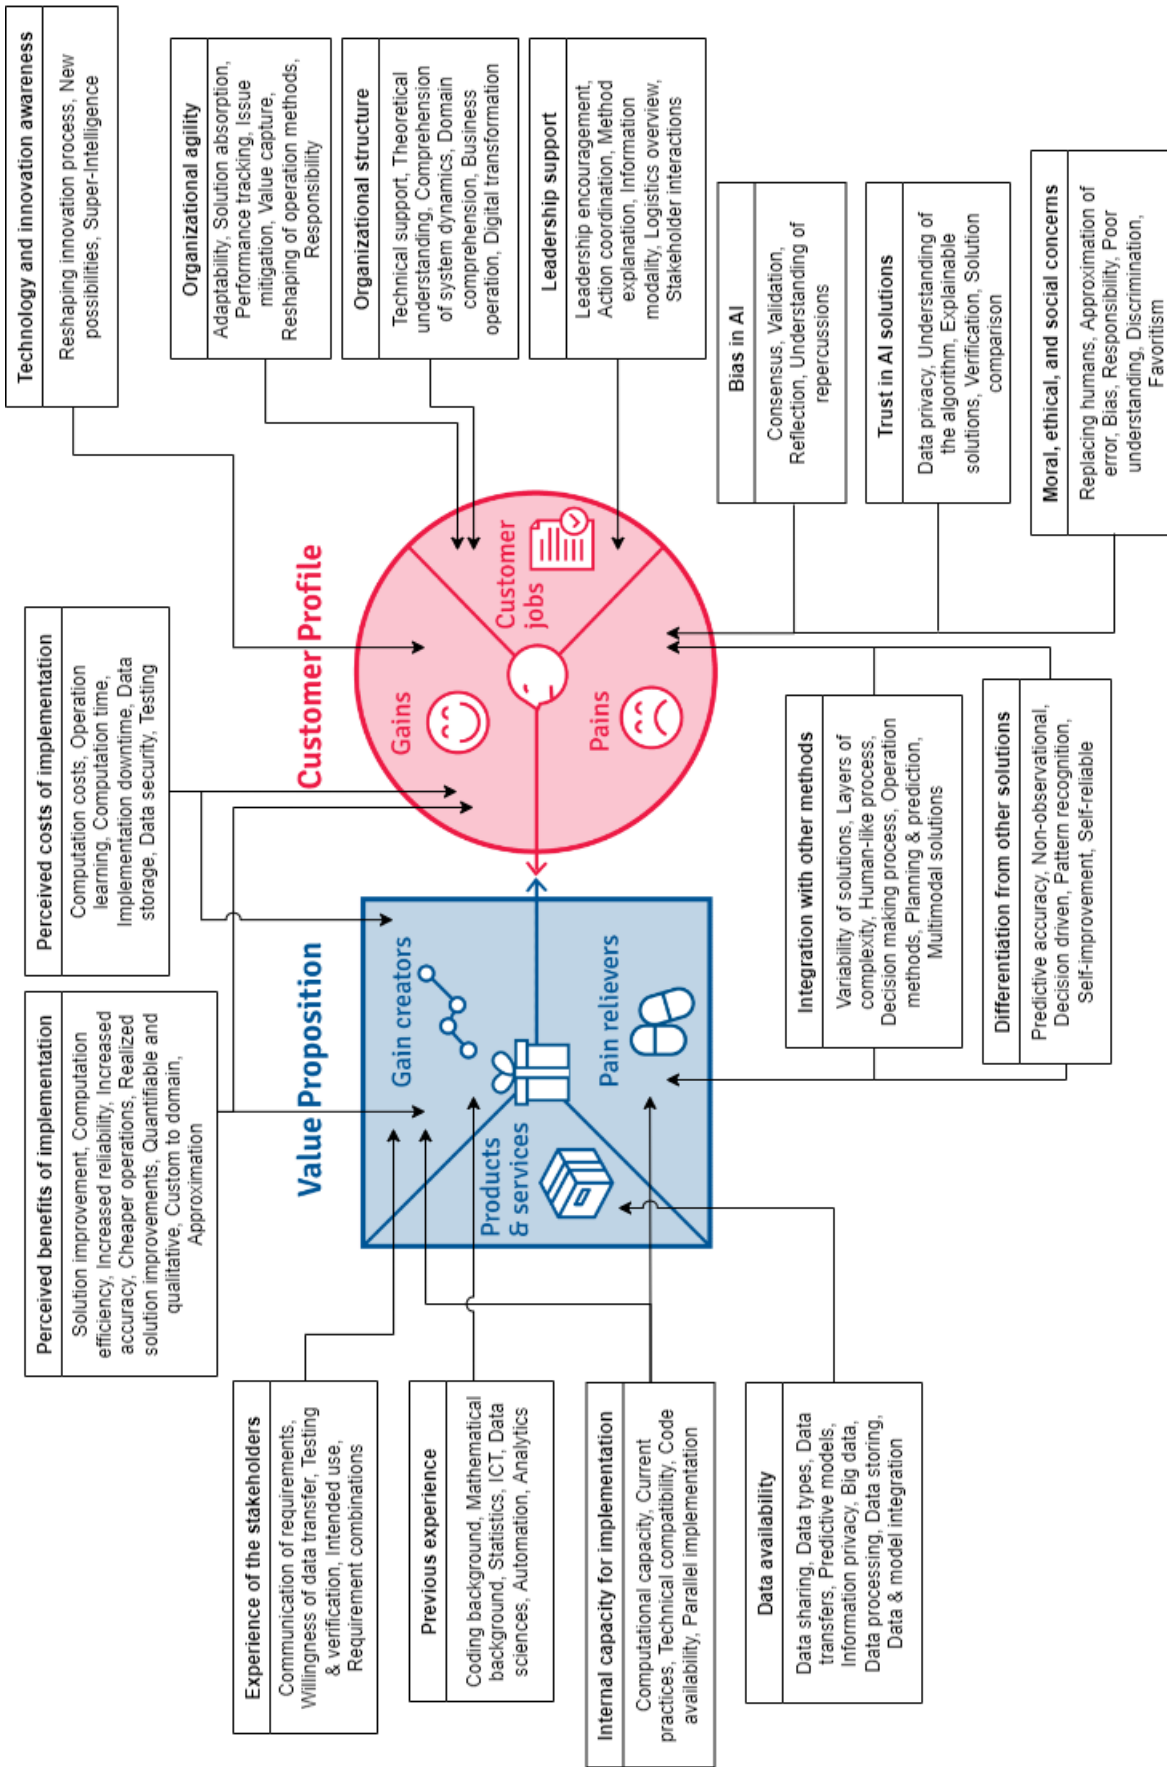 Experience of the stakeholders
Communication of requirements,
Willingness of data transfer, Testing
& verification, Intended use,
Requirement combinations
Previous experience
Coding background, Mathematical
background, Statistics, ICT, Data
sciences, Automation, Analytics
Internal capacity for implementation
Computational capacity, Current
practices, Technical compatibility, Code
availability, Parallel implementation
Data availability
Data sharing, Data types, Data
transfers, Predictive models,
Information privacy, Big data,
Data processing, Data storing,
Data & model integration
Perceived benefits of implementation
Solution improvement, Computation
efficiency, Increased reliability, Increased
accuracy, Cheaper operations, Realized
solution improvements, Quantifiable and
qualitative, Custom to domain,
Approximation
Perceived costs of implementation
Computation costs, Operation
learning, Computation time,
Implementation downtime, Data
storage, Data security, Testing
Value Proposition
Gain creators
Products
& services
Pain relievers
Customer Profile
Gains
Customer
jobs
Pains
Integration with other methods
Variability of solutions, Layers of
complexity, Human-like process,
Decision making process, Operation
methods, Planning & prediction,
Multimodal solutions
Differentiation from other solutions
Predictive accuracy, Non-observational,
Decision driven, Pattern recognition,
Self-improvement, Self-reliable
Technology and innovation awareness
Reshaping innovation process, New
possibilities, Super-Intelligence
Organizational agility
Adaptability, Solution absorption,
Performance tracking, Issue
mitigation, Value capture,
Reshaping of operation methods,
Responsibility
Organizational structure
Technical support, Theoretical
understanding, Comprehension
of system dynamics, Domain
comprehension, Business
operation, Digital transformation
Leadership support
Leadership encouragement,
Action coordination, Method
explanation, Information
modality, Logistics overview,
Stakeholder interactions
Bias in AI
Consensus, Validation,
Reflection, Understanding of
repercussions
Trust in AI solutions
Data privacy, Understanding of
the algorithm, Explainable
solutions, Verification, Solution
comparison
Moral, ethical, and social concerns
Replacing humans, Approximation of
error, Bias, Responsibility, Poor
understanding, Discrimination,
Favoritism